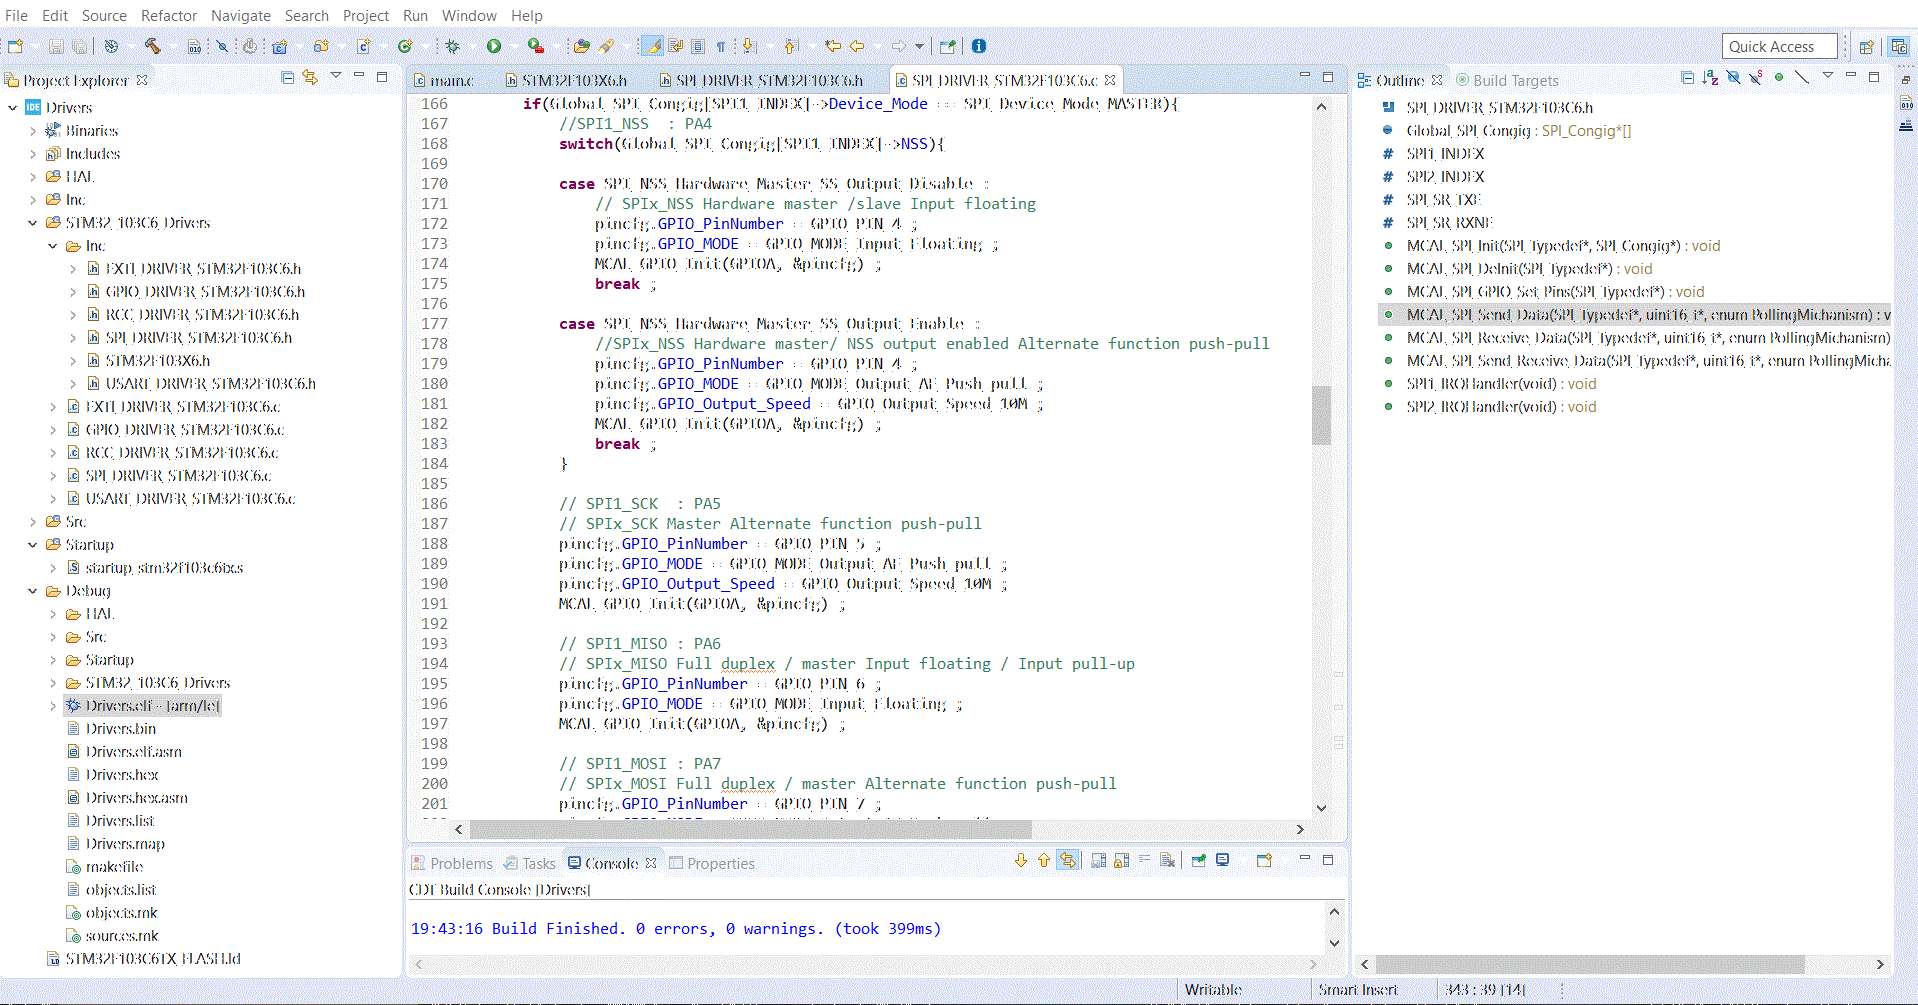 File Edit Source Refactor Navigate Search Project Run Window Help
Quick Access
Project Explorer
Drivers
Binaries
Includes
HAL
Inc
STM32_103C6_Drivers
Inc
EXTI_DRIVER_STM32F103C6.h
GPIO_DRIVER_STM32F103C6.h
RCC_DRIVER_STM32F103C6.h
SPI_DRIVER_STM32F103C6.h
STM32F103X6.h
USART_DRIVER_STM32F103C6.h
EXTI_DRIVER_STM32F103C6.c
GPIO_DRIVER_STM32F103C6.c
RCC_DRIVER_STM32F103C6.c
SPI_DRIVER_STM32F103C6.c
USART_DRIVER_STM32F103C6.c
Src
Startup
startup_stm32f103c6tx.s
Debug
HAL
Src
Startup
STM32_103C6_Drivers
Drivers.elf - [arm/le]
Drivers.bin
Drivers.elf.asm
Drivers.hex
Drivers.hex.asm
Drivers.list
Drivers.map
makefile
objects.list
objects.mk
sources.mk
STM32F103C6TX_FLASH.ld
main.c STM32F103X6.h SPI_DRIVER_STM32F103C6.h SPI_DRIVER_STM32F103C6.c
166 if(Global_SPI_Congig[SPI1_INDEX]->Device_Mode == SPI_Device_Mode_MASTER){
167 //SPI1_NSS  : PA4
168 switch(Global_SPI_Congig[SPI1_INDEX]->NSS){
169
170 case SPI_NSS_Hardware_Master_SS_Output_Disable :
171 // SPIx_NSS Hardware master /slave Input floating
172 pincfg.GPIO_PinNumber = GPIO_PIN_4 ;
173 pincfg.GPIO_MODE = GPIO_MODE_Input_Floating ;
174 MCAL_GPIO_Init(GPIOA, &pincfg) ;
175 break ;
176
177 case SPI_NSS_Hardware_Master_SS_Output_Enable :
178 //SPIx_NSS Hardware master/ NSS output enabled Alternate function push-pull
179 pincfg.GPIO_PinNumber = GPIO_PIN_4 ;
180 pincfg.GPIO_MODE = GPIO_MODE_Output_AF_Push_pull ;
181 pincfg.GPIO_Output_Speed = GPIO_Output_Speed_10M ;
182 MCAL_GPIO_Init(GPIOA, &pincfg) ;
183 break ;
184 }
185
186 // SPI1_SCK  : PA5
187 // SPIx_SCK Master Alternate function push-pull
188 pincfg.GPIO_PinNumber = GPIO_PIN_5 ;
189 pincfg.GPIO_MODE = GPIO_MODE_Output_AF_Push_pull ;
190 pincfg.GPIO_Output_Speed = GPIO_Output_Speed_10M ;
191 MCAL_GPIO_Init(GPIOA, &pincfg) ;
192
193 // SPI1_MISO : PA6
194 // SPIx_MISO Full duplex / master Input floating / Input pull-up
195 pincfg.GPIO_PinNumber = GPIO_PIN_6 ;
196 pincfg.GPIO_MODE = GPIO_MODE_Input_Floating ;
197 MCAL_GPIO_Init(GPIOA, &pincfg) ;
198
199 // SPI1_MOSI : PA7
200 // SPIx_MOSI Full duplex / master Alternate function push-pull
201 pincfg.GPIO_PinNumber = GPIO_PIN_7 ;
Problems Tasks Console Properties
CDT Build Console [Drivers]
19:43:16 Build Finished. 0 errors, 0 warnings. (took 399ms)
Outline Build Targets
SPI_DRIVER_STM32F103C6.h
Global_SPI_Congig : SPI_Congig*[]
SPI1_INDEX
SPI2_INDEX
SPI_SR_TXE
SPI_SR_RXNE
MCAL_SPI_Init(SPI_Typedef*, SPI_Congig*) : void
MCAL_SPI_DeInit(SPI_Typedef*) : void
MCAL_SPI_GPIO_Set_Pins(SPI_Typedef*) : void
MCAL_SPI_Send_Data(SPI_Typedef*, uint16_t*, enum PollingMichanism) : v
MCAL_SPI_Receive_Data(SPI_Typedef*, uint16_t*, enum PollingMichanism)
MCAL_SPI_Send_Receive_Data(SPI_Typedef*, uint16_t*, enum PollingMicha
SPI1_IRQHandler(void) : void
SPI2_IRQHandler(void) : void
Writable Smart Insert 343 : 39 [14]